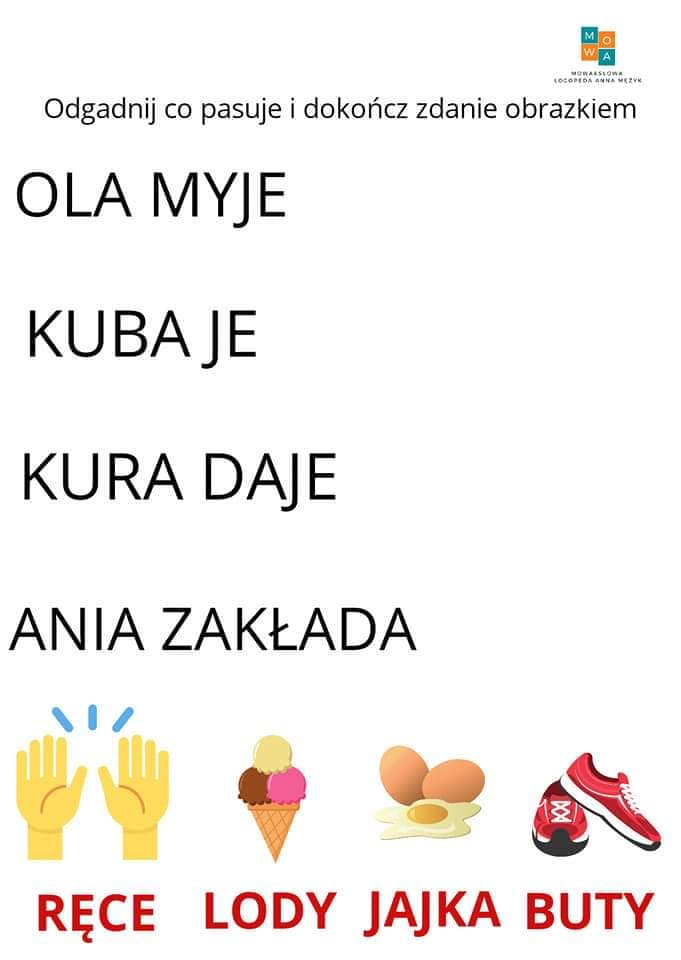 M O
W A
MOWAKSŁOWA
LOGOPEDA ANNA MĘŻYK
Odgadnij co pasuje i dokończ zdanie obrazkiem
OLA MYJE
KUBA JE
KURA DAJE
ANIA ZAKŁADA
RĘCE LODY JAJKA BUTY